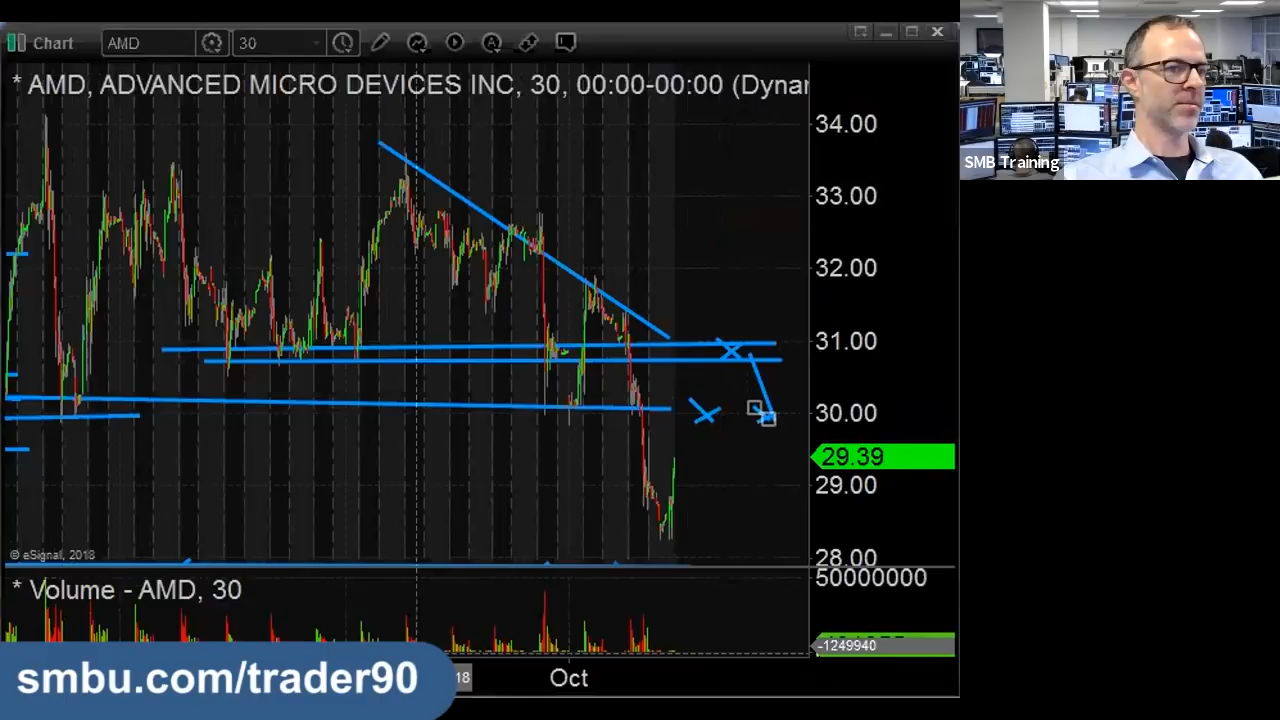 Chart
AMD
30
* AMD, ADVANCED MICRO DEVICES INC, 30, 00:00-00:00 (Dynar
34.00
33.00
32.00
31.00
30.00
29.39
29.00
28.00
© eSignal, 2018
50000000
* Volume - AMD, 30
-1249940
18
Oct
smbu.com/trader90
SMB Training